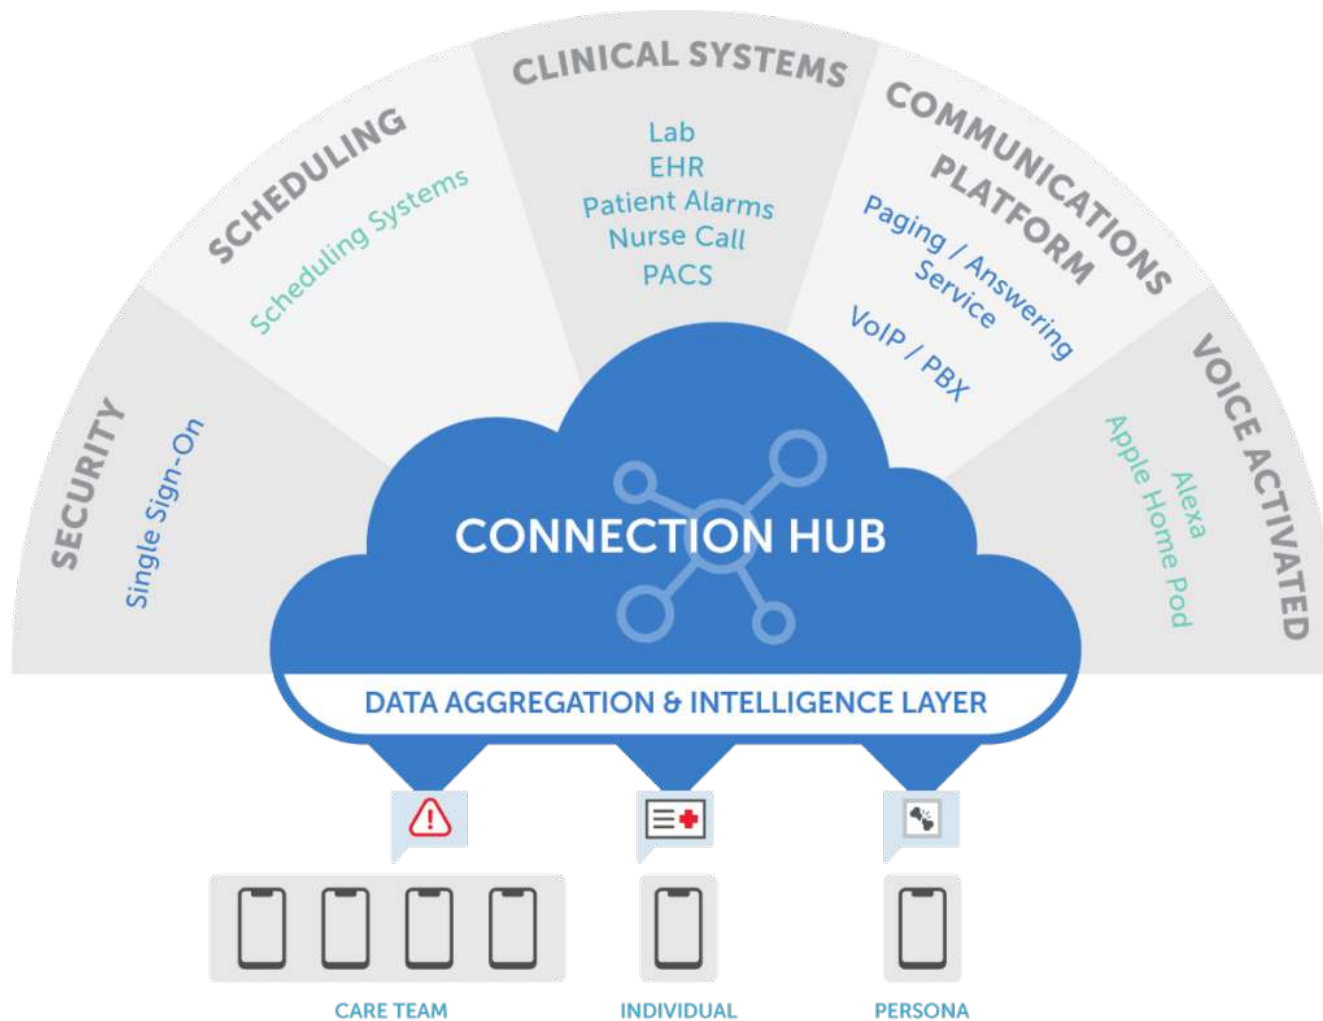 SECURITY
Single Sign-On
SCHEDULING
Scheduling Systems
CLINICAL SYSTEMS
Lab
EHR
Patient Alarms
Nurse Call
PACS
COMMUNICATIONS
PLATFORM
Paging / Answering
Service
VoIP / PBX
VOICE ACTIVATED
Alexa
Apple Home Pod
CONNECTION HUB
DATA AGGREGATION & INTELLIGENCE LAYER
CARE TEAM
INDIVIDUAL
PERSONA